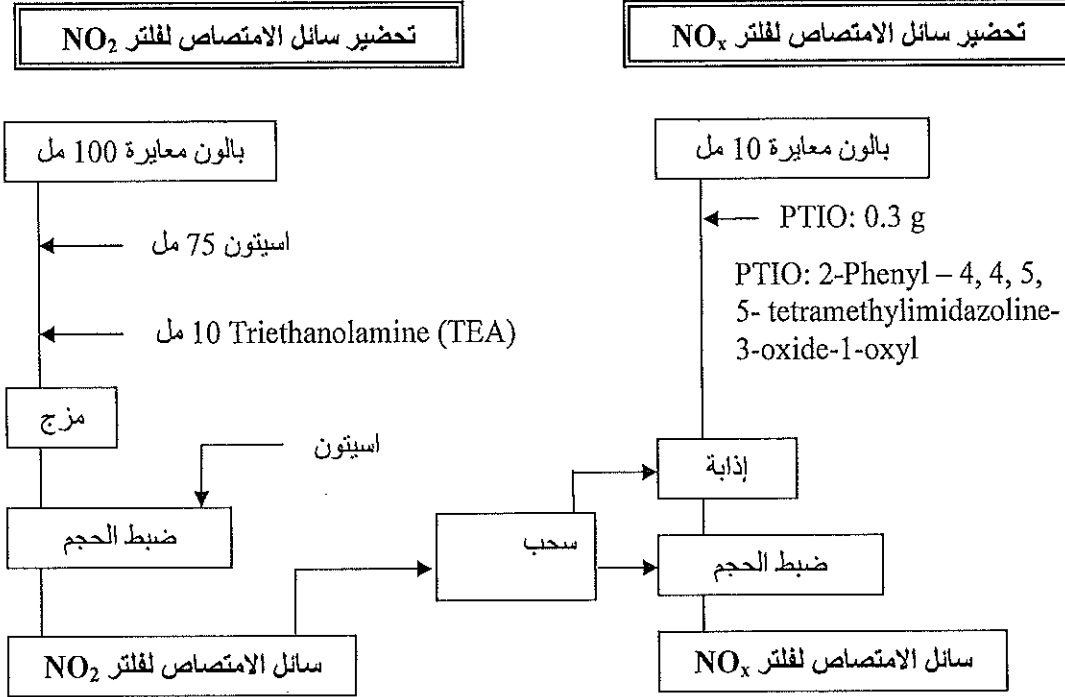 تحضير سائل الامتصاص لفلتر NOx
تحضير سائل الامتصاص لفلتر NO2
بالون معايرة 10 مل
PTIO: 0.3 g
PTIO: 2-Phenyl – 4, 4, 5,
5- tetramethylimidazoline-
3-oxide-1-oxyl
إذابة
ضبط الحجم
سائل الامتصاص لفلتر NOx
بالون معايرة 100 مل
اسيتون 75 مل
10 Triethanolamine (TEA) مل
مزج
اسيتون
ضبط الحجم
سحب
سائل الامتصاص لفلتر NO2